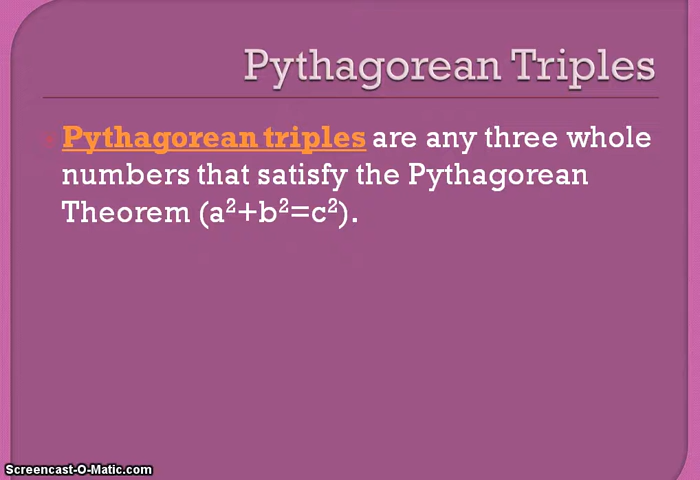 Pythagorean Triples
Pythagorean triples are any three whole
numbers that satisfy the Pythagorean
Theorem (a²+b²=c²).
Screencast-O-Matic.com